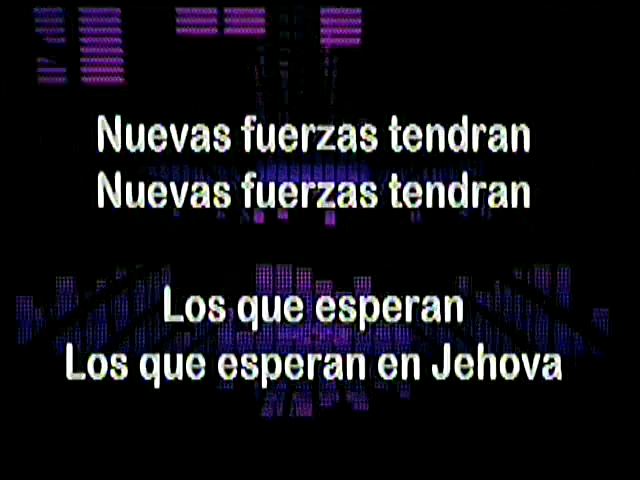 Nuevas fuerzas tendran
Nuevas fuerzas tendran
Los que esperan
Los que esperan en Jehova